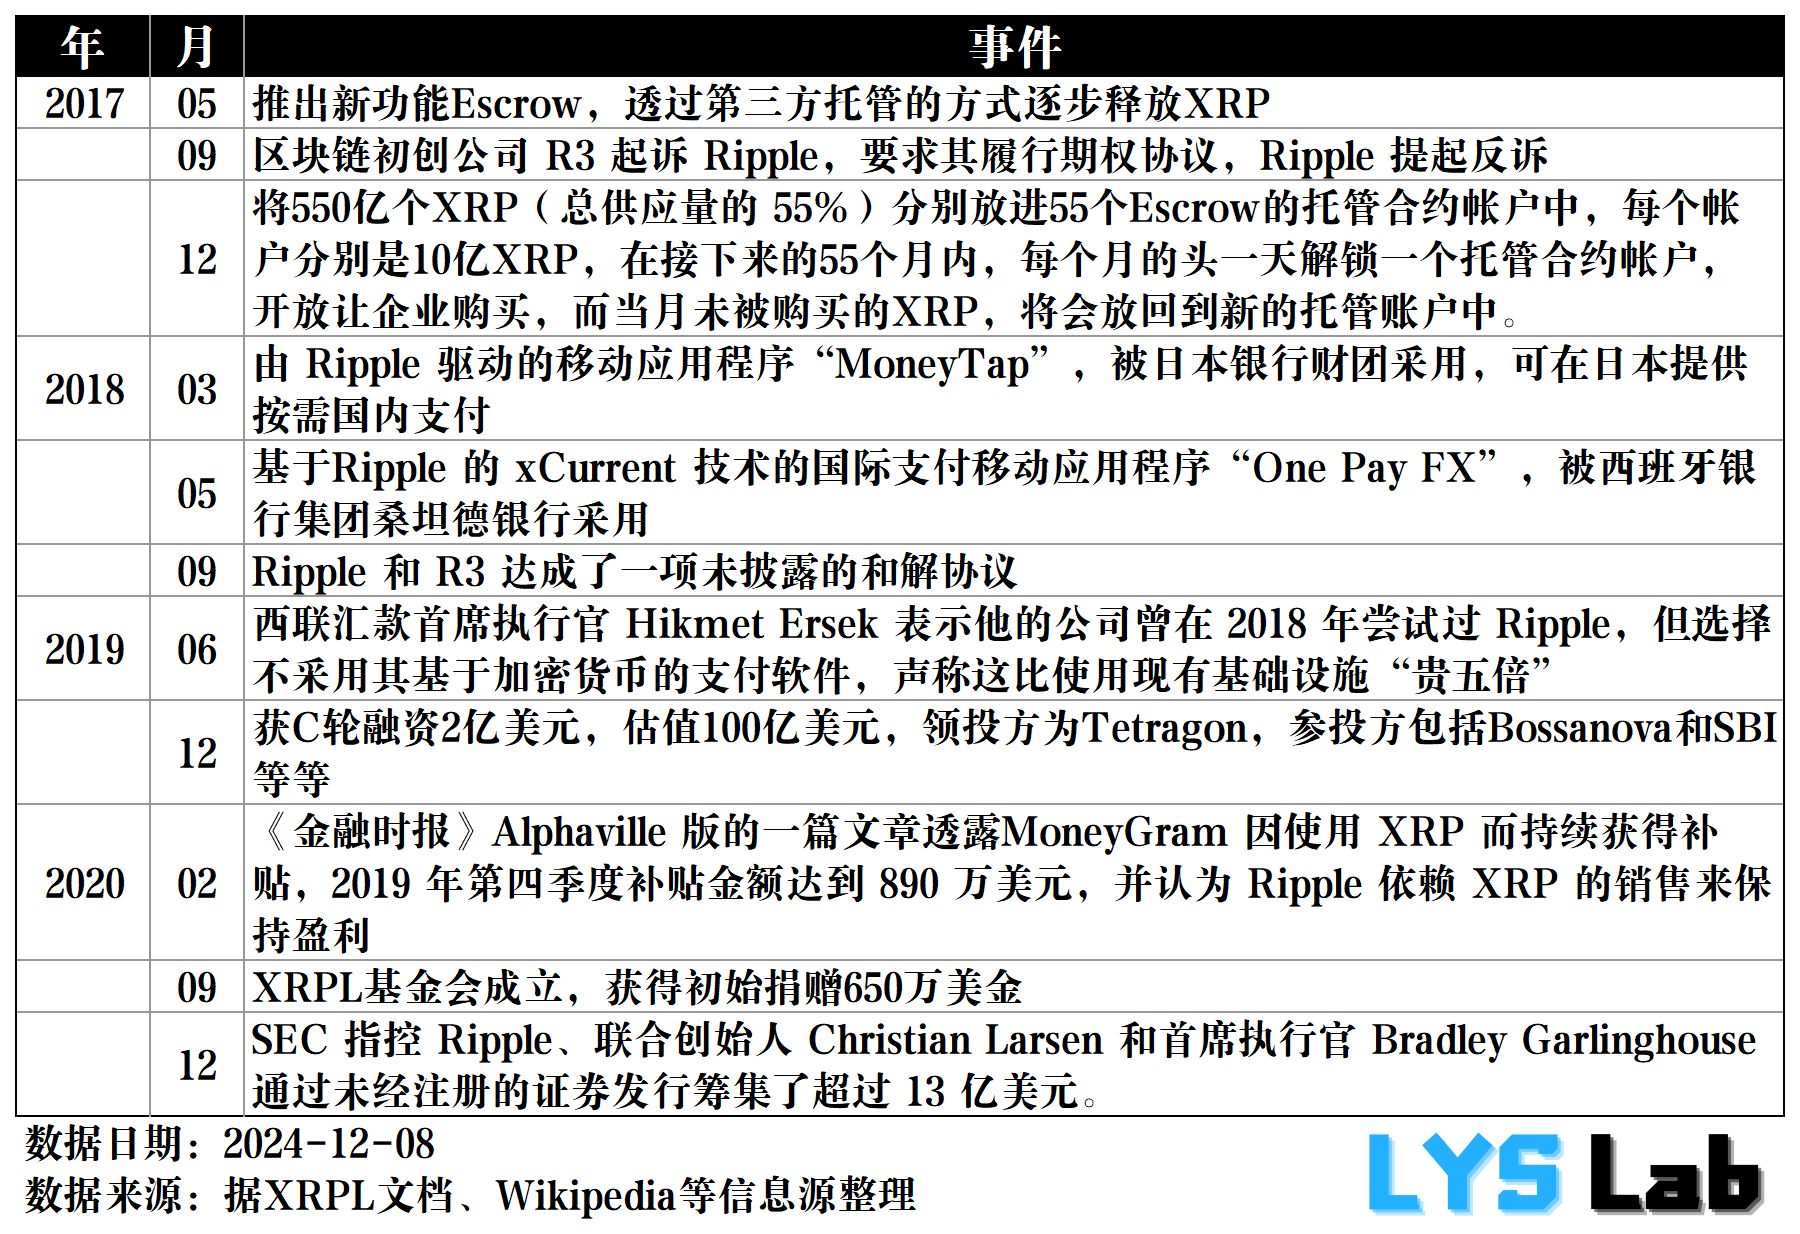 年 月 事件
2017 05 推出新功能Escrow，透过第三方托管的方式逐步释放XRP
09 区块链初创公司 R3 起诉 Ripple，要求其履行期权协议，Ripple 提起反诉
将550亿个XRP（总供应量的 55%）分别放进55个Escrow的托管合约帐户中，每个帐
12 户分别是10亿XRP，在接下来的55个月内，每个月的头一天解锁一个托管合约帐户，
开放让企业购买，而当月未被购买的XRP，将会放回到新的托管账户中。
2018 03 由 Ripple 驱动的移动应用程序“MoneyTap”，被日本银行财团采用，可在日本提供
按需国内支付
05 基于Ripple 的 xCurrent 技术的国际支付移动应用程序“One Pay FX”，被西班牙银
行集团桑坦德银行采用
09 Ripple 和 R3 达成了一项未披露的和解协议
2019 06 西联汇款首席执行官 Hikmet Ersek 表示他的公司曾在 2018 年尝试过 Ripple，但选择
不采用其基于加密货币的支付软件，声称这比使用现有基础设施“贵五倍”
12 获C轮融资2亿美元，估值100亿美元，领投方为Tetragon，参投方包括Bossanova和SBI
等等
《金融时报》Alphaville 版的一篇文章透露MoneyGram 因使用 XRP 而持续获得补
2020 02 贴，2019 年第四季度补贴金额达到 890 万美元，并认为 Ripple 依赖 XRP 的销售来保
持盈利
09 XRPL基金会成立，获得初始捐赠650万美金
12 SEC 指控 Ripple、联合创始人 Christian Larsen 和首席执行官 Bradley Garlinghouse
通过未经注册的证券发行筹集了超过 13 亿美元。
数据日期：2024-12-08
数据来源：据XRPL文档、Wikipedia等信息源整理
LYS Lab